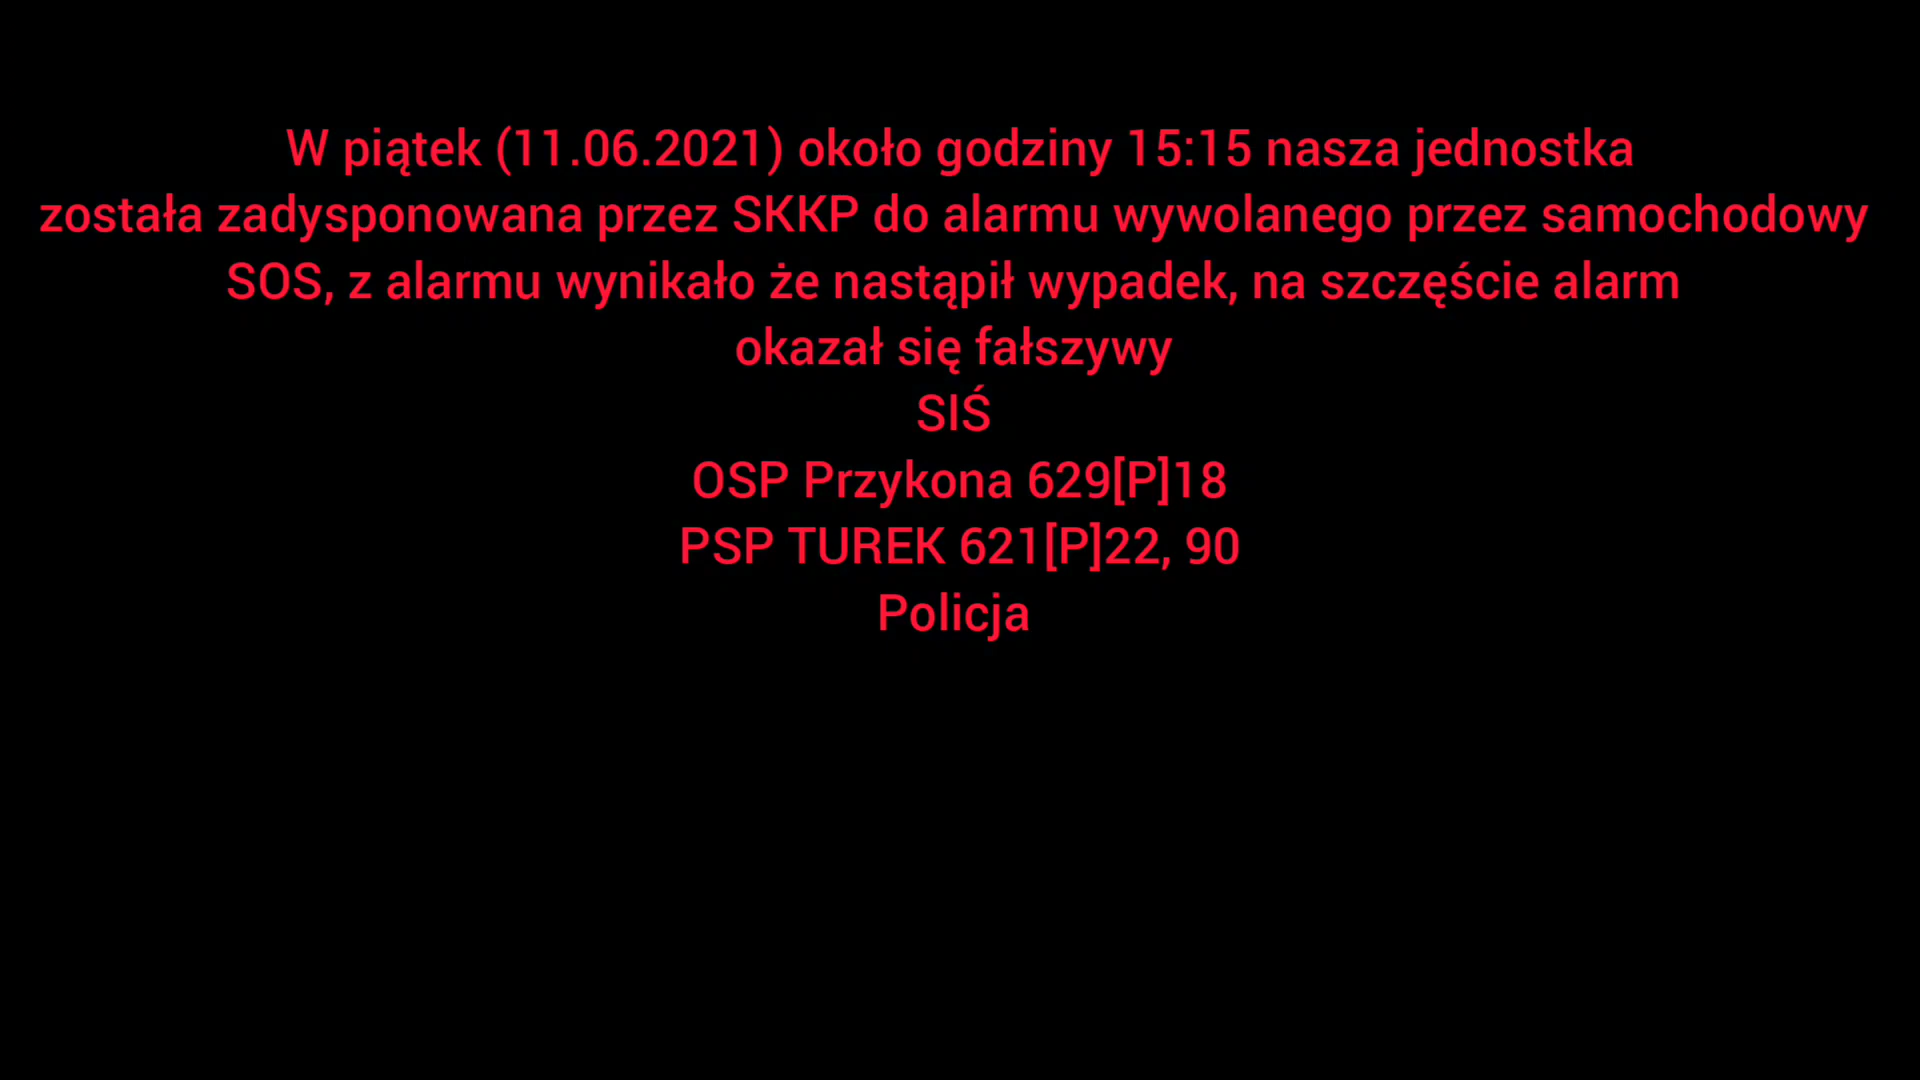 W piątek (11.06.2021) około godziny 15:15 nasza jednostka
została zadysponowana przez SKKP do alarmu wywolanego przez samochodowy
SOS, z alarmu wynikało że nastąpił wypadek, na szczęście alarm
okazał się fałszywy
SIŚ
OSP Przykona 629[P]18
PSP TUREK 621[P]22, 90
Policja